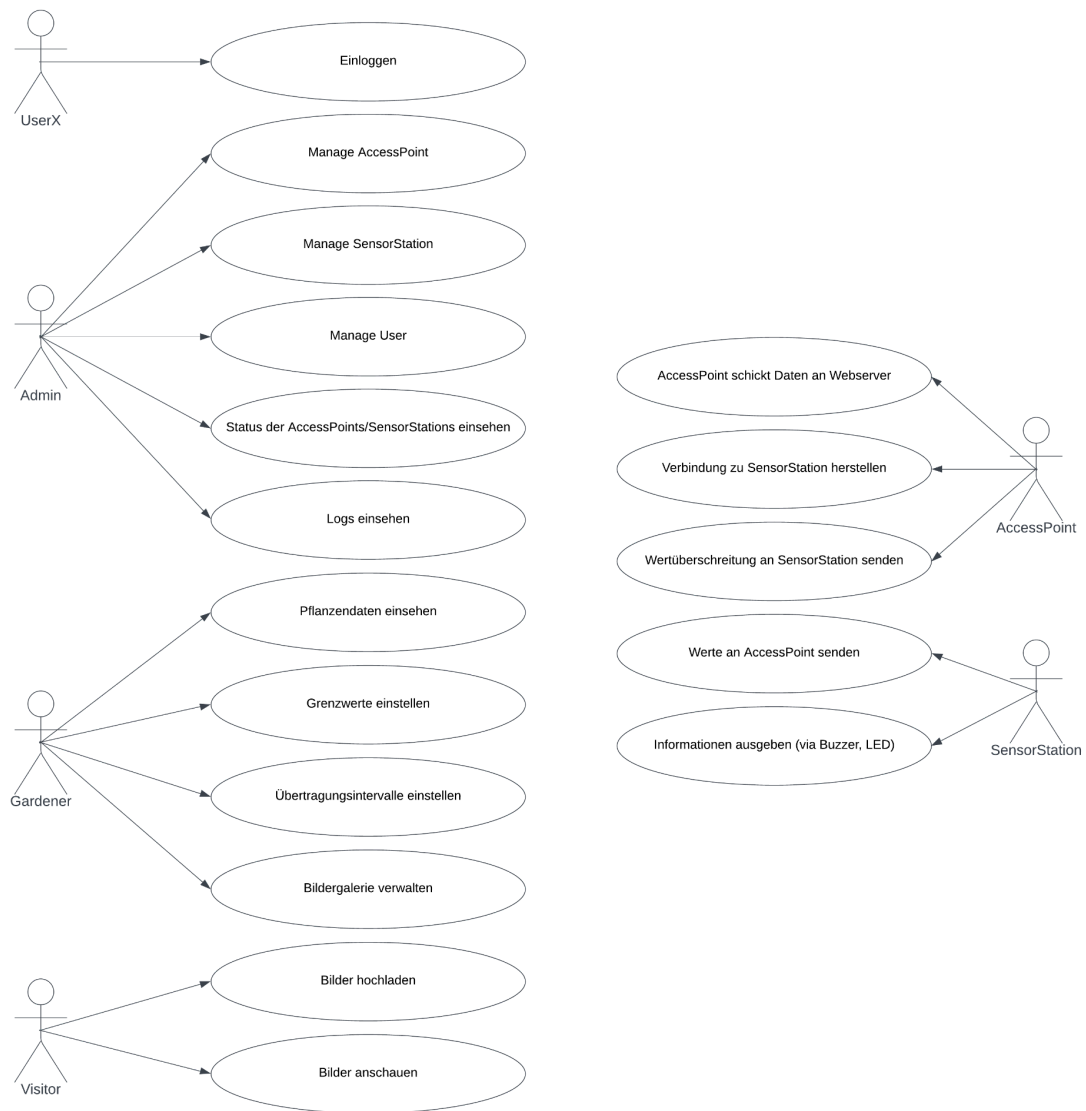 Einloggen
UserX
Manage AccessPoint
Manage SensorStation
Manage User
Admin
Status der AccessPoints/SensorStations einsehen
Logs einsehen
Pflanzendaten einsehen
Grenzwerte einstellen
Übertragungsintervalle einstellen
Gardener
Bildergalerie verwalten
Bilder hochladen
Bilder anschauen
Visitor
AccessPoint schickt Daten an Webserver
Verbindung zu SensorStation herstellen
AccessPoint
Wertüberschreitung an SensorStation senden
Werte an AccessPoint senden
Informationen ausgeben (via Buzzer, LED)
SensorStation